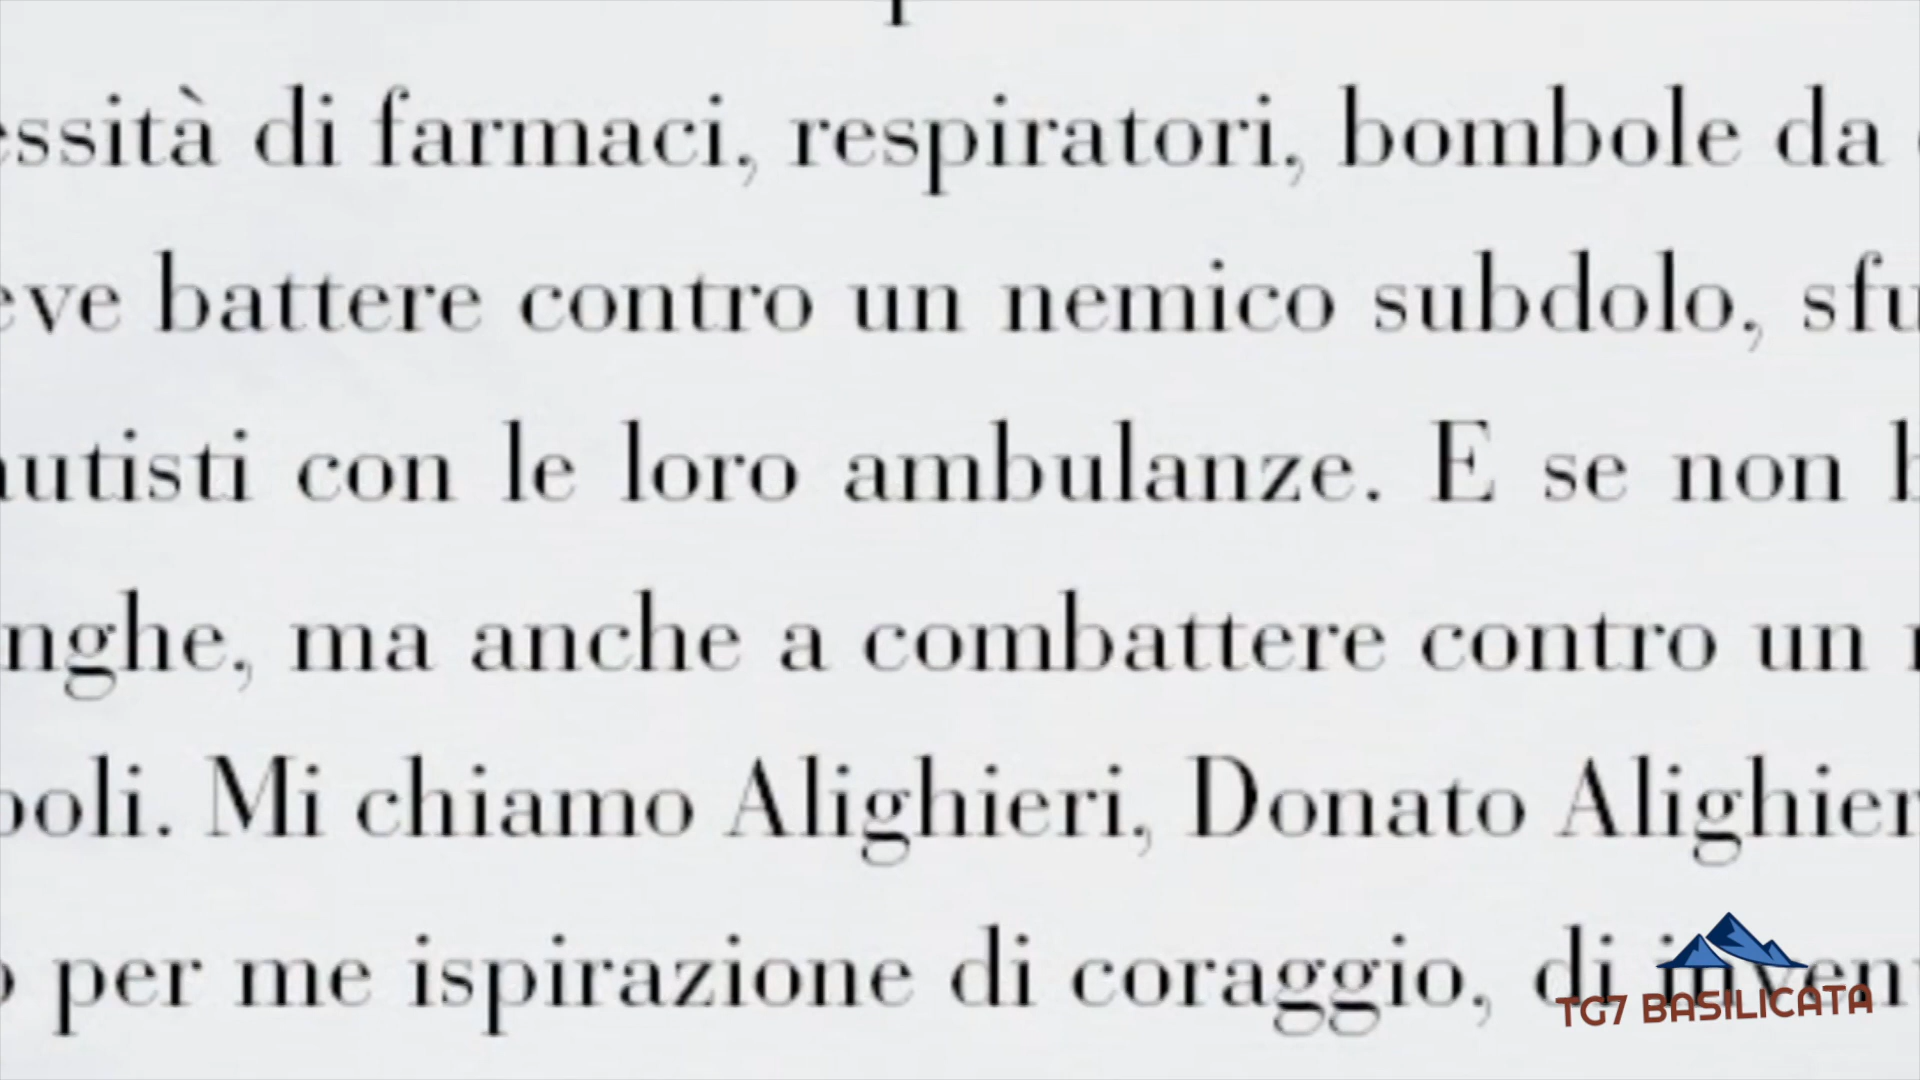 essità di farmaci, respiratori, bombole da
eve battere contro un nemico subdolo, sfu
autisti con le loro ambulanze. E se non b
nghe, ma anche a combattere contro un
poli. Mi chiamo Alighieri, Donato Alighier
per me ispirazione di coraggio, di inven
TG7 BASILICATA